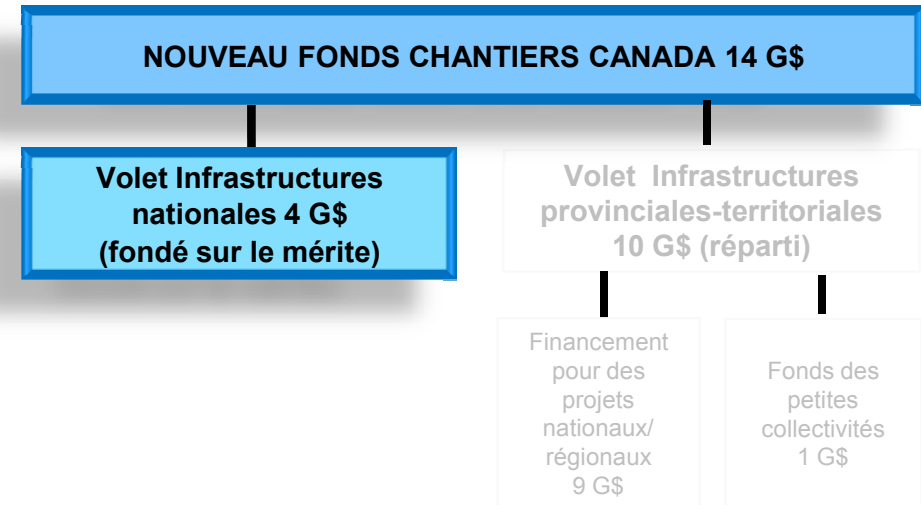 NOUVEAU FONDS CHANTIERS CANADA 14 G$
Volet Infrastructures
nationales 4 G$
(fondé sur le mérite)
Volet Infrastructures
provinciales-territoriales
10 G$ (réparti)
Financement
pour des
projets
nationaux/
régionaux
9 G$
Fonds des
petites
collectivités
1 G$